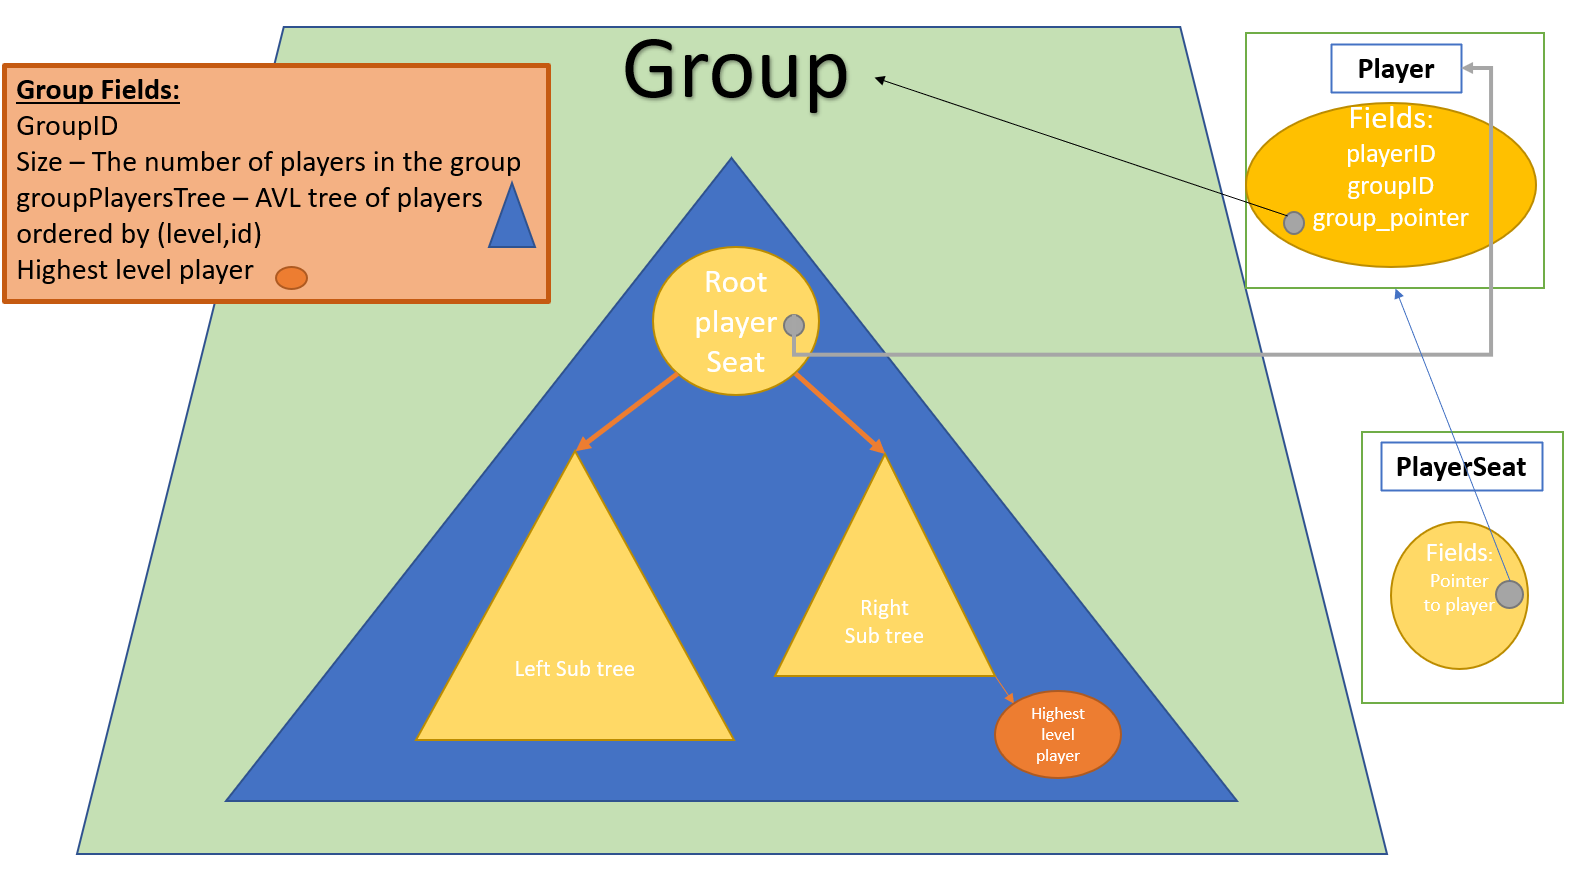 Group
Group Fields:
GroupID
Size – The number of players in the group
groupPlayersTree – AVL tree of players
ordered by (level,id)
Highest level player
Root
player
Seat
Left Sub tree
Right
Sub tree
Highest
level
player
Player
Fields:
playerID
groupID
group_pointer
PlayerSeat
Fields:
Pointer
to player